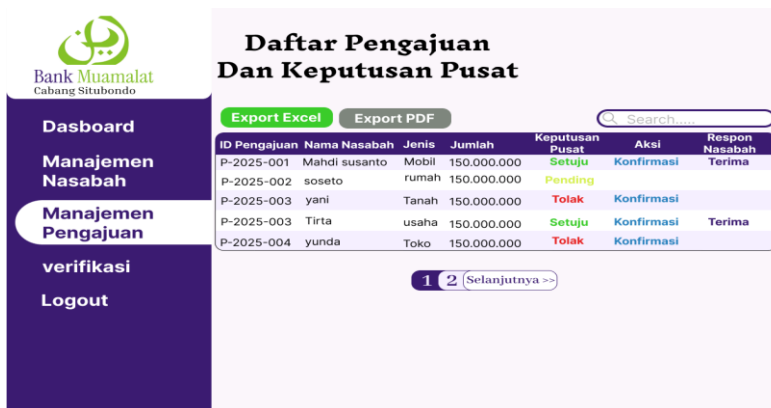 Bank Muamalat
Cabang Situbondo
Dasboard
Manajemen
Nasabah
Manajemen
Pengajuan
verifikasi
Logout
Daftar Pengajuan
Dan Keputusan Pusat
Export Excel Export PDF Search.....
ID Pengajuan Nama Nasabah Jenis Jumlah Keputusan Pusat Aksi Respon Nasabah
P-2025-001 Mahdi susanto Mobil 150.000.000 Setuju Konfirmasi Terima
P-2025-002 soseto rumah 150.000.000 Pending
P-2025-003 yani Tanah 150.000.000 Tolak Konfirmasi
P-2025-003 Tirta usaha 150.000.000 Setuju Konfirmasi Terima
P-2025-004 yunda Toko 150.000.000 Tolak Konfirmasi
1 2 Selanjutnya >>